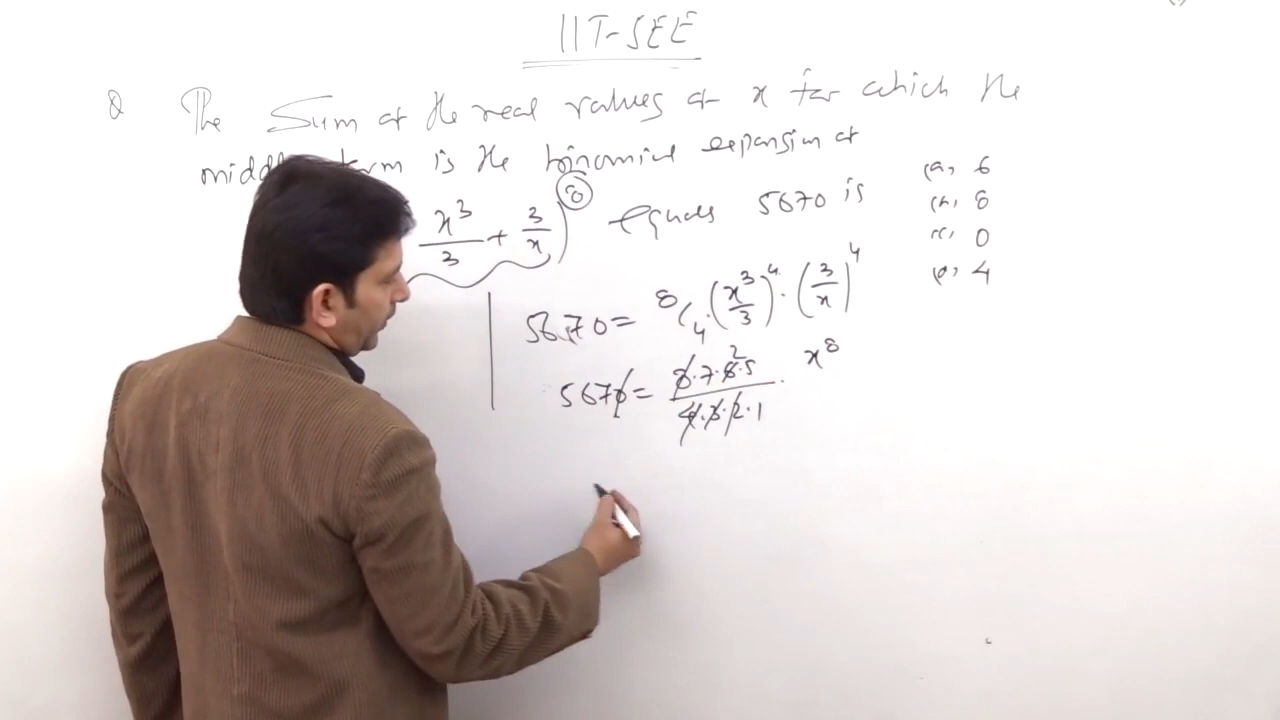 IIT-JEE
Q The Sum of the real values of x for which the
term is the binomial expansion of
x³/3 + 3/x)⁸ equals 5670 is
(a) 6
(b) 8
(c) 0
(d) 4
5670 = ⁸C₄ · (x³/3)⁴ · (3/x)⁴
5670 = 8·7·6·5/4·3·2·1 · x⁸
2